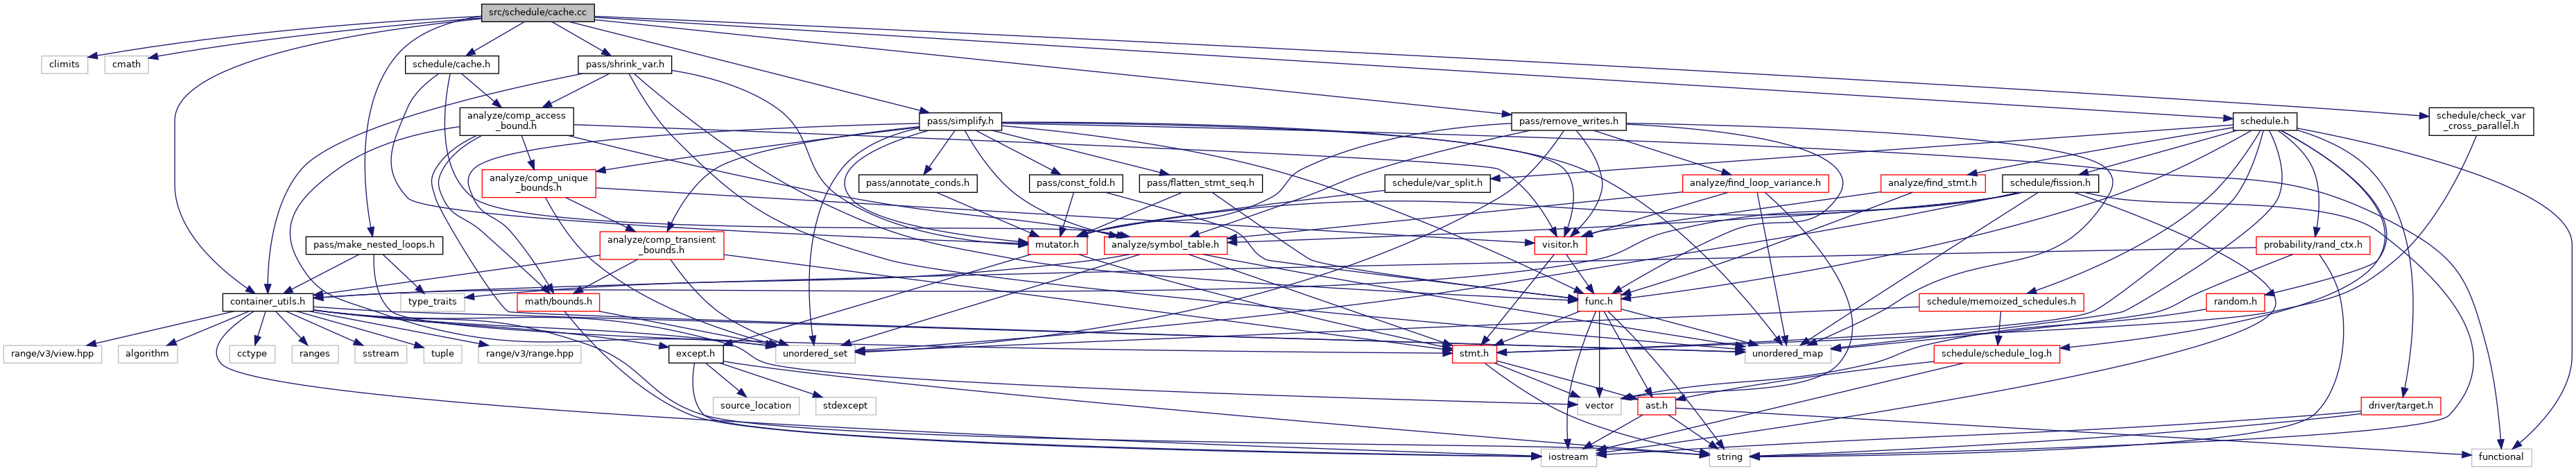 src/schedule/cache.cc
climits
cmath
schedule/cache.h
pass/shrink_var.h
analyze/comp_access
_bound.h
pass/simplify.h
pass/remove_writes.h
schedule.h
schedule/check_var
_cross_parallel.h
analyze/comp_unique
_bounds.h
pass/annotate_conds.h
pass/const_fold.h
pass/flatten_stmt_seq.h
schedule/var_split.h
analyze/find_loop_variance.h
analyze/find_stmt.h
schedule/fission.h
pass/make_nested_loops.h
analyze/comp_transient
_bounds.h
mutator.h
analyze/symbol_table.h
visitor.h
probability/rand_ctx.h
container_utils.h
type_traits
math/bounds.h
func.h
schedule/memoized_schedules.h
random.h
range/v3/view.hpp
algorithm
cctype
ranges
sstream
tuple
range/v3/range.hpp
except.h
unordered_set
stmt.h
unordered_map
schedule/schedule_log.h
source_location
stdexcept
vector
ast.h
driver/target.h
iostream
string
functional